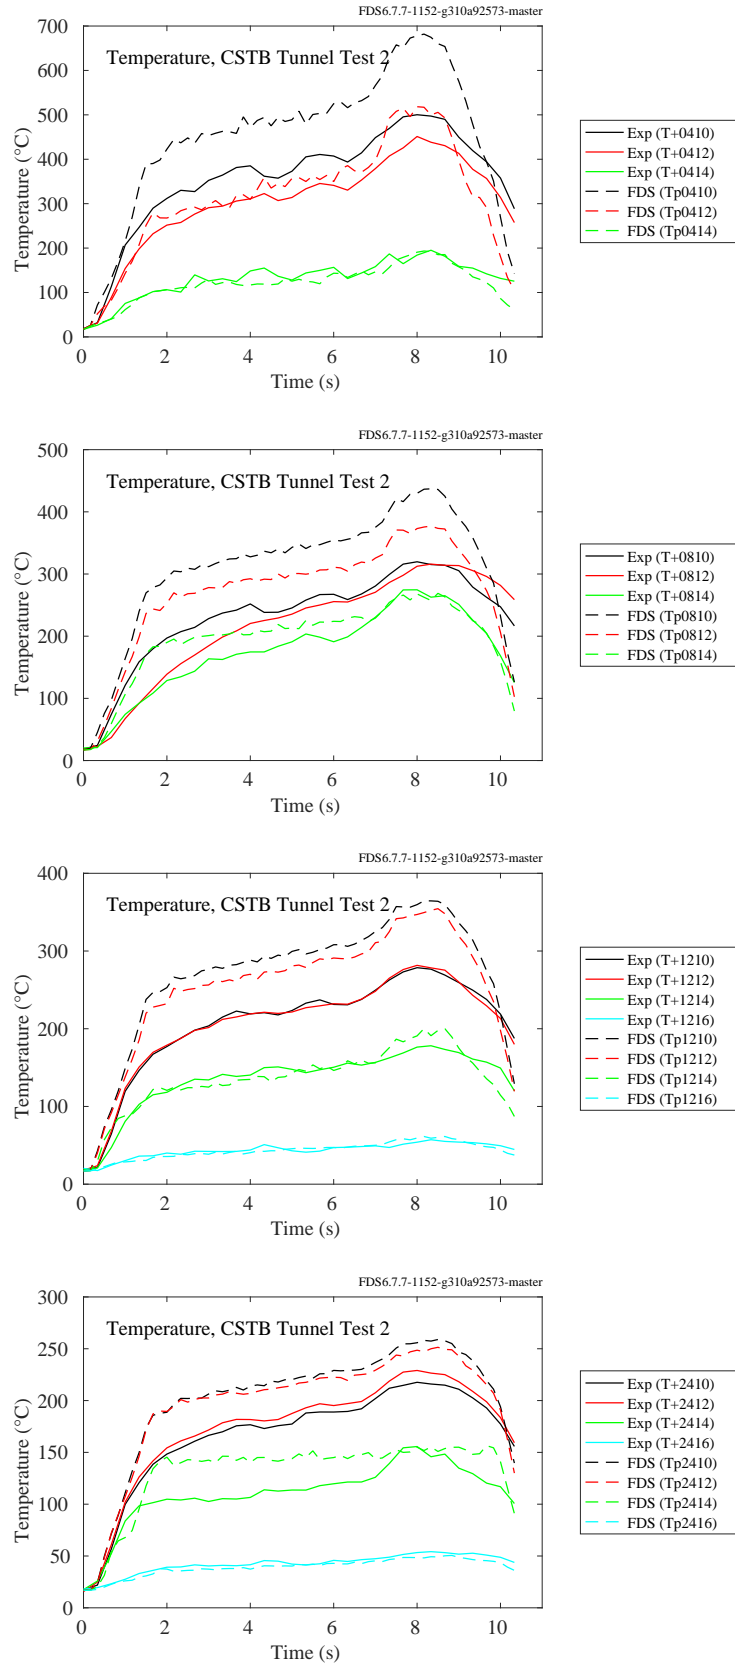 FDS6.7.7-1152-g310a92573-master
Temperature, CSTB Tunnel Test 2
700
600
500
400
300
200
100
0
Temperature (°C)
0 2 4 6 8 10
Time (s)
Exp (T+0410)
Exp (T+0412)
Exp (T+0414)
FDS (Tp0410)
FDS (Tp0412)
FDS (Tp0414)
FDS6.7.7-1152-g310a92573-master
Temperature, CSTB Tunnel Test 2
500
400
300
200
100
0
Temperature (°C)
0 2 4 6 8 10
Time (s)
Exp (T+0810)
Exp (T+0812)
Exp (T+0814)
FDS (Tp0810)
FDS (Tp0812)
FDS (Tp0814)
FDS6.7.7-1152-g310a92573-master
Temperature, CSTB Tunnel Test 2
400
300
200
100
0
Temperature (°C)
0 2 4 6 8 10
Time (s)
Exp (T+1210)
Exp (T+1212)
Exp (T+1214)
Exp (T+1216)
FDS (Tp1210)
FDS (Tp1212)
FDS (Tp1214)
FDS (Tp1216)
FDS6.7.7-1152-g310a92573-master
Temperature, CSTB Tunnel Test 2
300
250
200
150
100
50
0
Temperature (°C)
0 2 4 6 8 10
Time (s)
Exp (T+2410)
Exp (T+2412)
Exp (T+2414)
Exp (T+2416)
FDS (Tp2410)
FDS (Tp2412)
FDS (Tp2414)
FDS (Tp2416)